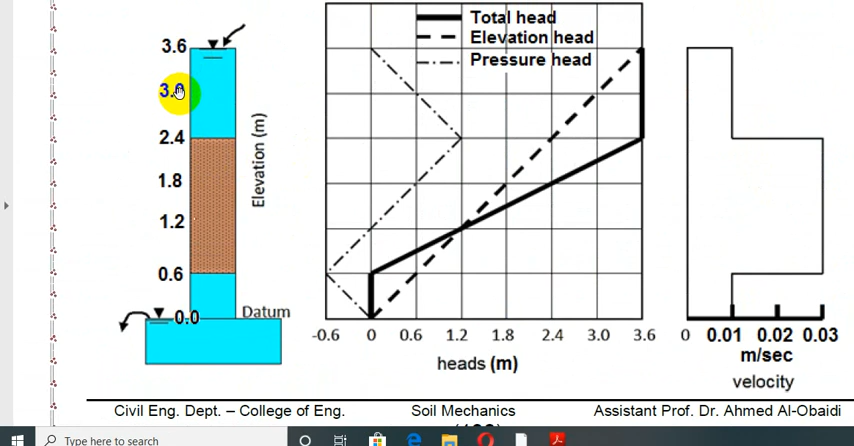 3.6
3.0
2.4
1.8
1.2
0.6
0.0
Elevation (m)
Datum
Total head
Elevation head
Pressure head
-0.6 0 0.6 1.2 1.8 2.4 3.0 3.6
heads (m)
0 0.01 0.02 0.03
m/sec
velocity
Civil Eng. Dept. – College of Eng. Soil Mechanics Assistant Prof. Dr. Ahmed Al-Obaidi
Type here to search